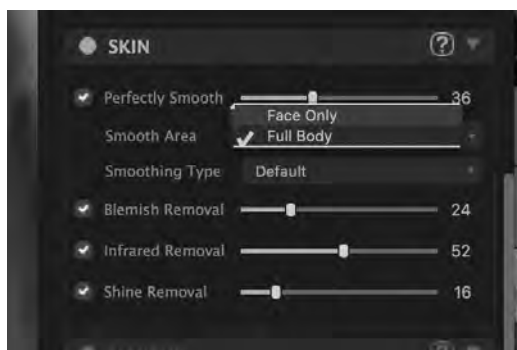 SKIN ?
Perfectly Smooth 36
Face Only
Smooth Area Full Body
Smoothing Type Default
Blemish Removal 24
Infrared Removal 52
Shine Removal 16